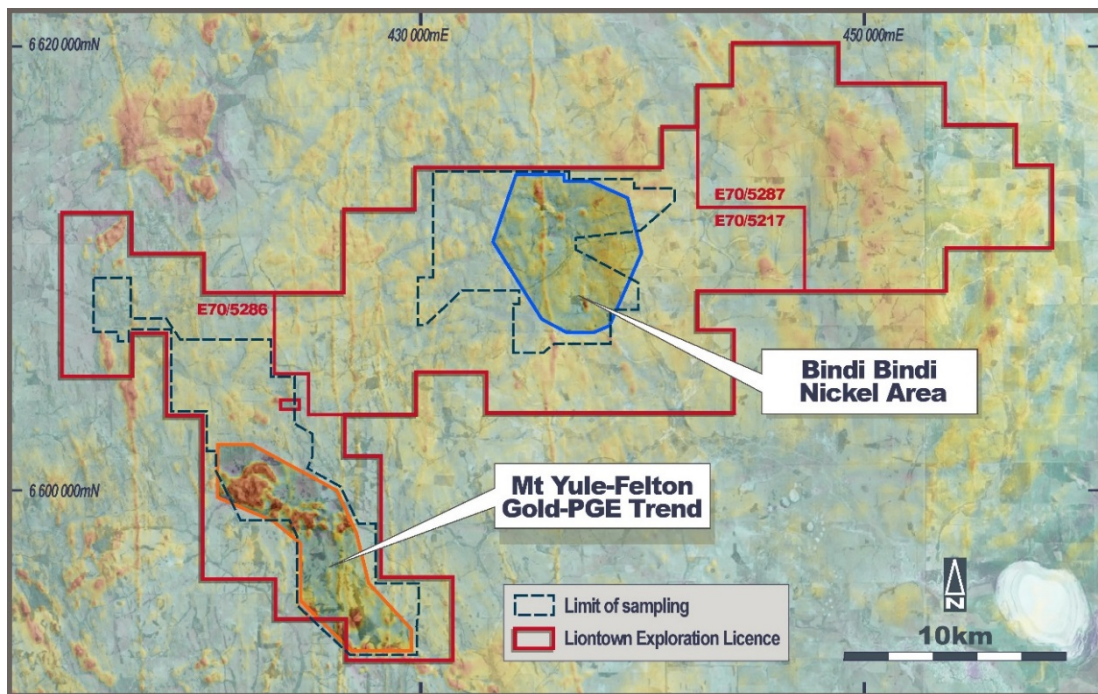 430 000mE
450 000mE
6 620 000mN
E70/5287
E70/5217
E70/5286
Bindi Bindi
Nickel Area
6 600 000mN
Mt Yule-Felton
Gold-PGE Trend
Limit of sampling
Liontown Exploration Licence
N
10km